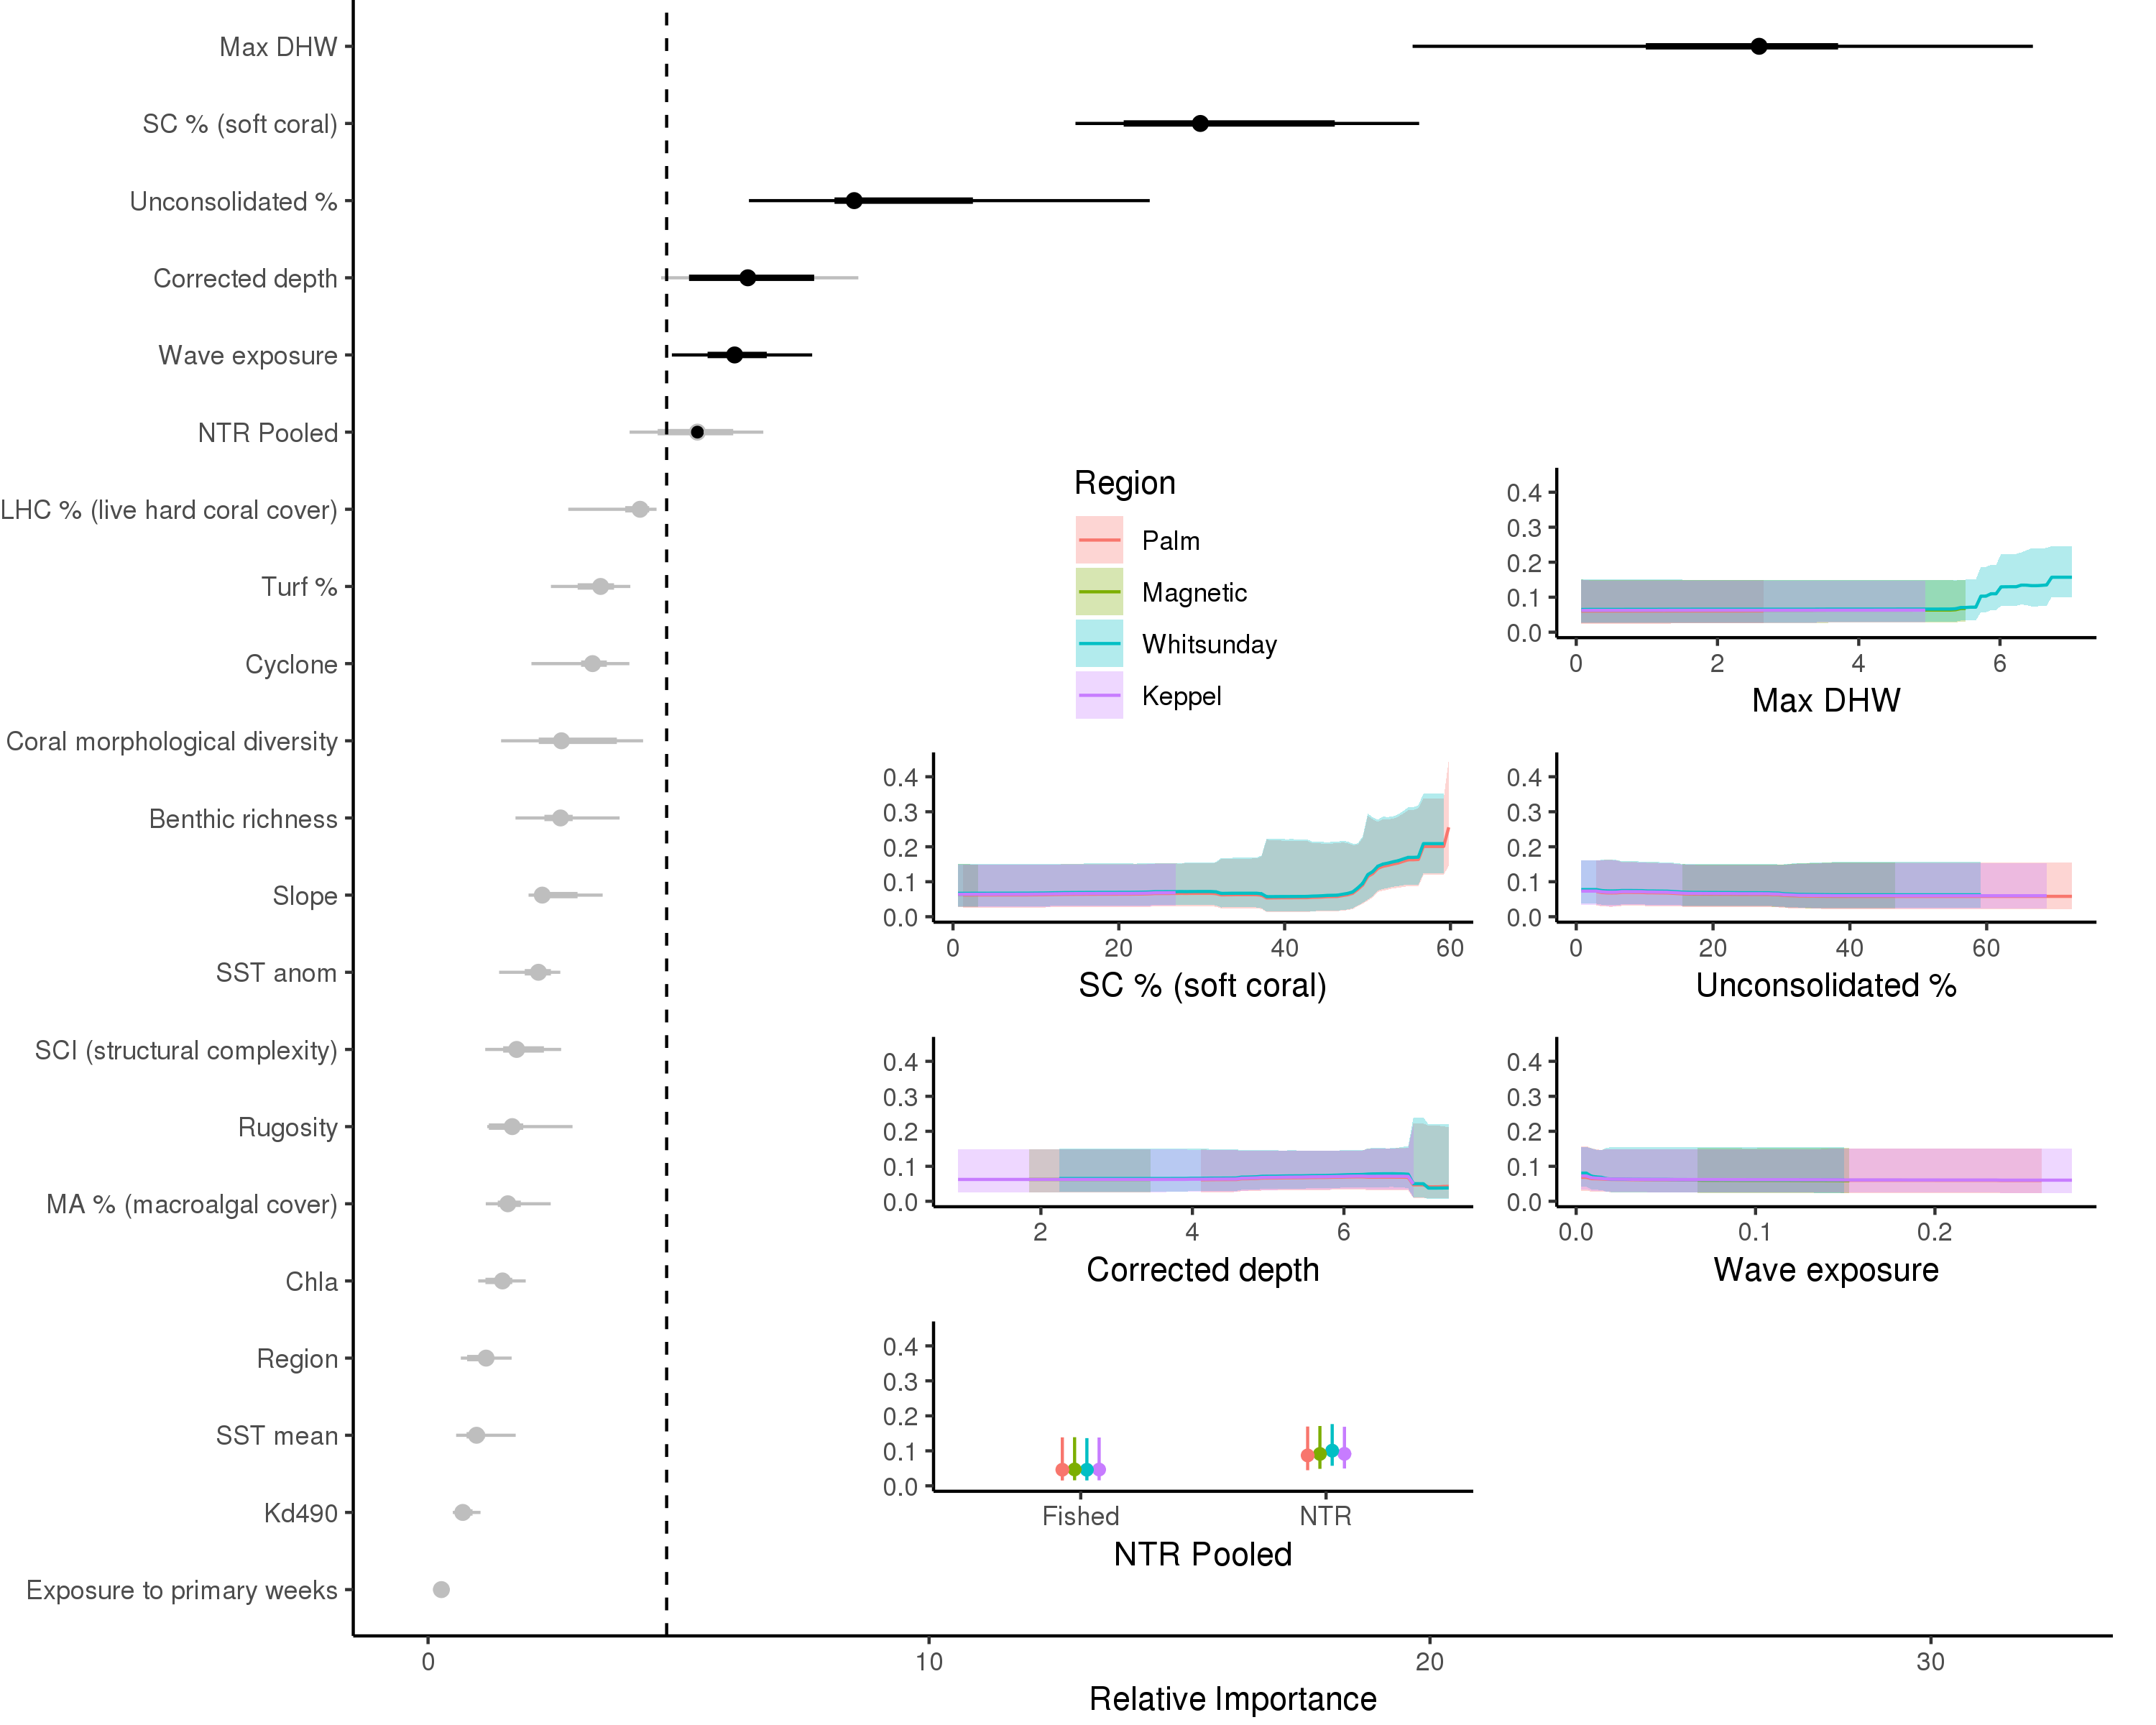 Max DHW
SC % (soft coral)
Unconsolidated %
Corrected depth
Wave exposure
NTR Pooled
LHC % (live hard coral cover)
Turf %
Cyclone
Coral morphological diversity
Benthic richness
Slope
SST anom
SCI (structural complexity)
Rugosity
MA % (macroalgal cover)
Chla
Region
SST mean
Kd490
Exposure to primary weeks
0 10 20 30
Relative Importance
Region
Palm
Magnetic
Whitsunday
Keppel
0.4
0.3
0.2
0.1
0.0
0 2 4 6
Max DHW
0.4
0.3
0.2
0.1
0.0
0 20 40 60
SC % (soft coral)
0.4
0.3
0.2
0.1
0.0
0 20 40 60
Unconsolidated %
0.4
0.3
0.2
0.1
0.0
2 4 6
Corrected depth
0.4
0.3
0.2
0.1
0.0
0.0 0.1 0.2
Wave exposure
0.4
0.3
0.2
0.1
0.0
Fished NTR
NTR Pooled